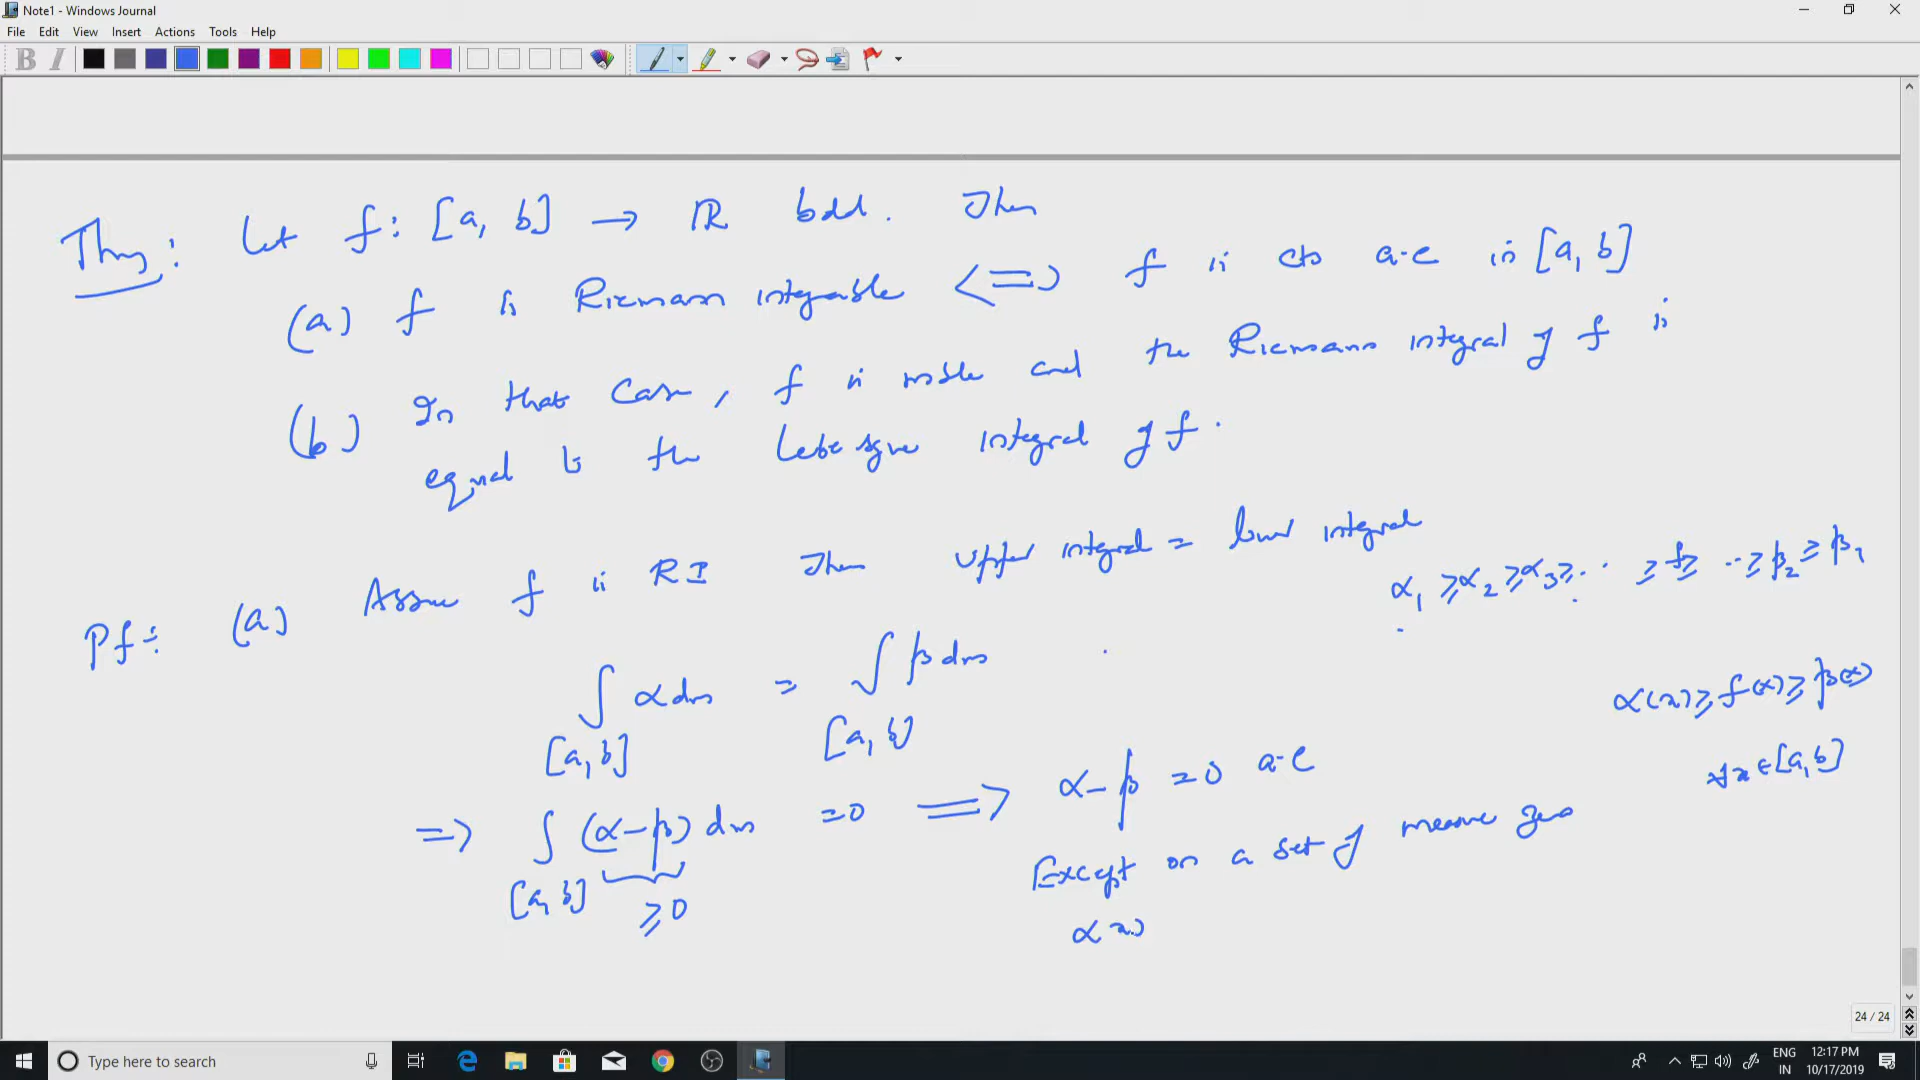 Note1 - Windows Journal
File Edit View Insert Actions Tools Help
B I
Thm: Let f: [a, b] → ℝ bdd. Then
(a) f is Riemann integrable <=> f is cts a.e in [a, b]
(b) In that case, f is mble and the Riemann integral of f is
equal to the Lebesgue integral of f.
Pf: (a) Assume f is RI Then upper integral = lower integral
α₁ ≥ α₂ ≥ α₃ ≥ ... ≥ f ≥ ... ≥ β₂ ≥ β₁
∫ α dm = ∫ β dm
[a, b] [a, b]
α(x) ≥ f(x) ≥ β(x)
∀ x ∈ [a, b]
=> ∫ (α - β) dm = 0 => α - β = 0 a.e
[a, b] ≥ 0
Except on a set of measure zero
α(x)
24 / 24
Type here to search
ENG 12:17 PM
IN 10/17/2019